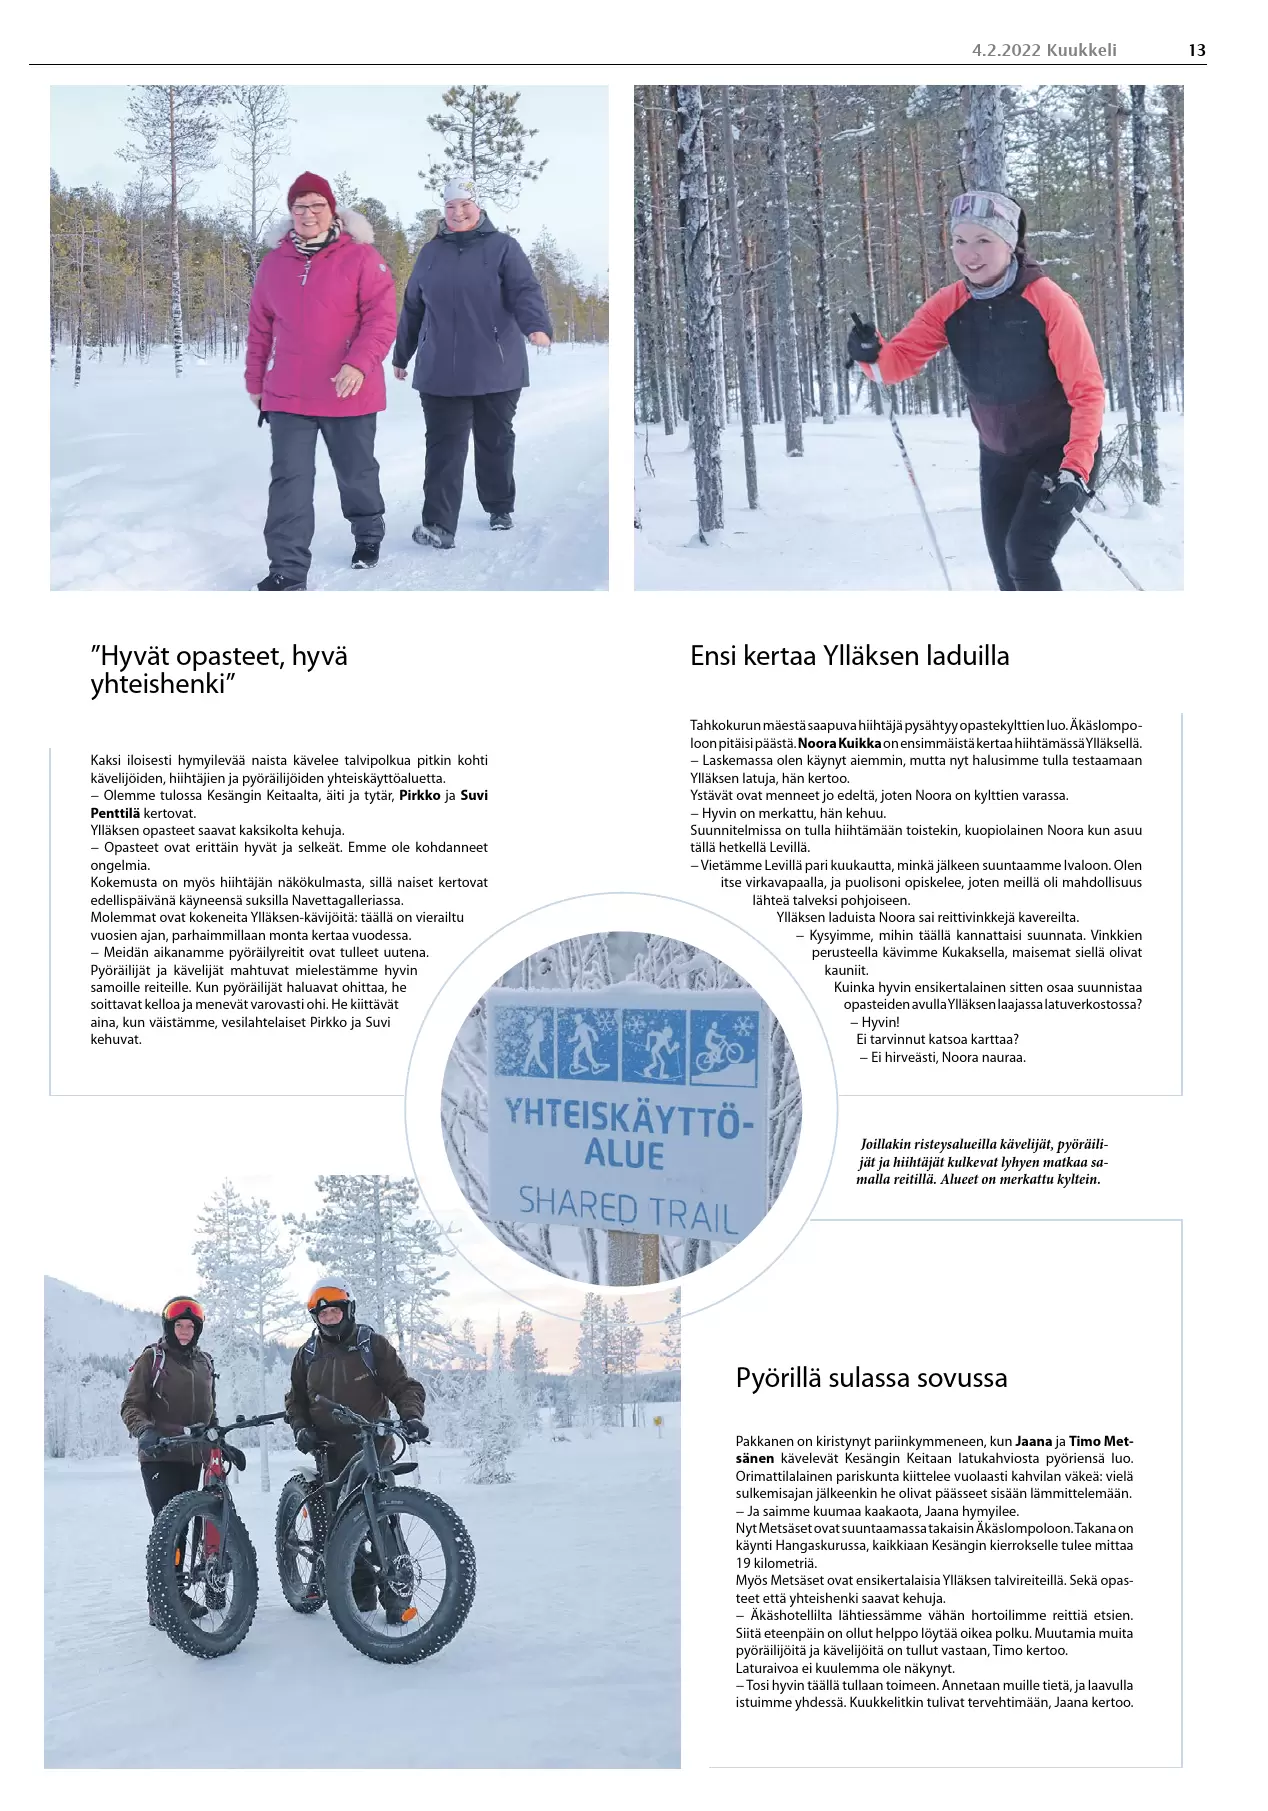 4.2.2022 Kuukkeli 13
”Hyvät opasteet, hyvä
yhteishenki”
Kaksi iloisesti hymyilevää naista kävelee talvipolkua pitkin kohti
kävelijöiden, hiihtäjien ja pyöräilijöiden yhteiskäyttöaluetta.
– Olemme tulossa Kesängin Keitaalta, äiti ja tytär, Pirkko ja Suvi
Penttilä kertovat.
Ylläksen opasteet saavat kaksikolta kehuja.
– Opasteet ovat erittäin hyvät ja selkeät. Emme ole kohdanneet
ongelmia.
Kokemusta on myös hiihtäjän näkökulmasta, sillä naiset kertovat
edellispäivänä käyneensä suksilla Navettagalleriassa.
Molemmat ovat kokeneita Ylläksen-kävijöitä: täällä on vierailtu
vuosien ajan, parhaimmillaan monta kertaa vuodessa.
– Meidän aikanamme pyöräilyreitit ovat tulleet uutena.
Pyöräilijät ja kävelijät mahtuvat mielestämme hyvin
samoille reiteille. Kun pyöräilijät haluavat ohittaa, he
soittavat kelloa ja menevät varovasti ohi. He kiittävät
aina, kun väistämme, vesilahtelaiset Pirkko ja Suvi
kehuvat.
Ensi kertaa Ylläksen laduilla
Tahkokurun mäestä saapuva hiihtäjä pysähtyy opastekylttien luo. Äkäslompo-
loon pitäisi päästä. Noora Kuikka on ensimmäistä kertaa hiihtämässä Ylläksellä.
– Laskemassa olen käynyt aiemmin, mutta nyt halusimme tulla testaamaan
Ylläksen latuja, hän kertoo.
Ystävät ovat menneet jo edeltä, joten Noora on kylttien varassa.
– Hyvin on merkattu, hän kehuu.
Suunnitelmissa on tulla hiihtämään toistekin, kuopiolainen Noora kun asuu
tällä hetkellä Levillä.
– Vietämme Levillä pari kuukautta, minkä jälkeen suuntaamme Ivaloon. Olen
itse virkavapaalla, ja puolisoni opiskelee, joten meillä oli mahdollisuus
lähteä talveksi pohjoiseen.
Ylläksen laduista Noora sai reittivinkkejä kavereilta.
– Kysyimme, mihin täällä kannattaisi suunnata. Vinkkien
perusteella kävimme Kukaksella, maisemat siellä olivat
kauniit.
Kuinka hyvin ensikertalainen sitten osaa suunnistaa
opasteiden avulla Ylläksen laajassa latuverkostossa?
– Hyvin!
Ei tarvinnut katsoa karttaa?
– Ei hirveästi, Noora nauraa.
YHTEISKÄYTTÖ-
ALUE
SHARED TRAIL
Joillakin risteysalueilla kävelijät, pyöräili-
jät ja hiihtäjät kulkevat lyhyen matkaa sa-
malla reitillä. Alueet on merkattu kyltein.
Pyörillä sulassa sovussa
Pakkanen on kiristynyt pariinkymmeneen, kun Jaana ja Timo Met-
sänen kävelevät Kesängin Keitaan latukahviosta pyöriensä luo.
Orimattilalainen pariskunta kiittelee vuolaasti kahvilan väkeä: vielä
sulkemisajan jälkeenkin he olivat päässeet sisään lämmittelemään.
– Ja saimme kuumaa kaakaota, Jaana hymyilee.
Nyt Metsäset ovat suuntaamassa takaisin Äkäslompoloon. Takana on
käynti Hangaskurussa, kaikkiaan Kesängin kierrokselle tulee mittaa
19 kilometriä.
Myös Metsäset ovat ensikertalaisia Ylläksen talvireiteillä. Sekä opas-
teet että yhteishenki saavat kehuja.
– Äkäshotellilta lähtiessämme vähän hortoilimme reittiä etsien.
Siitä eteenpäin on ollut helppo löytää oikea polku. Muutamia muita
pyöräilijöitä ja kävelijöitä on tullut vastaan, Timo kertoo.
Laturaivoa ei kuulemma ole näkynyt.
– Tosi hyvin täällä tullaan toimeen. Annetaan muille tietä, ja laavulla
istuimme yhdessä. Kuukkelitkin tulivat tervehtimään, Jaana kertoo.